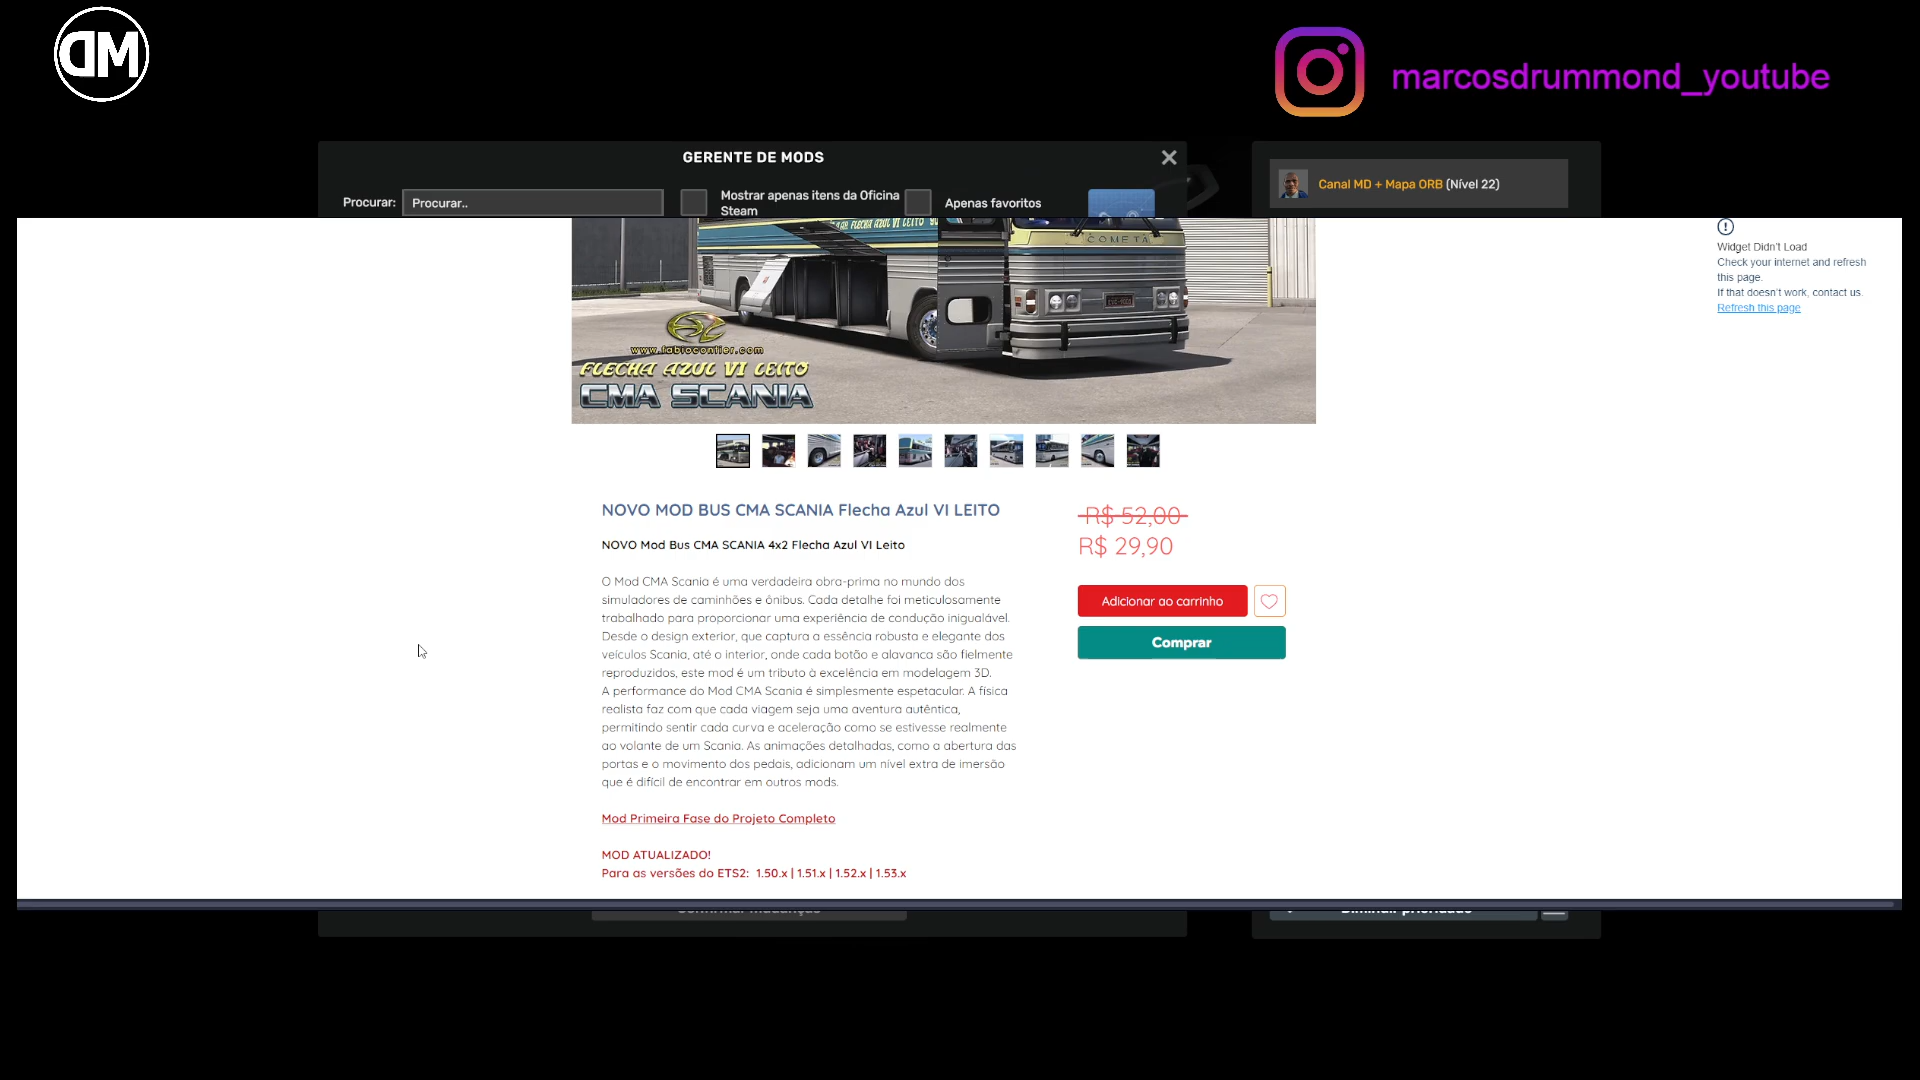 DM
marcosdrummond_youtube
GERENTE DE MODS
Procurar:
Procurar..
Mostrar apenas itens da Oficina
Steam
Apenas favoritos
Canal MD + Mapa ORB (Nível 22)
COMETA
www.fabiocontier.com
FLECHA AZUL VI LEITO
CMA SCANIA
Widget Didn't Load
Check your internet and refresh
this page.
If that doesn't work, contact us.
Refresh this page
NOVO MOD BUS CMA SCANIA Flecha Azul VI LEITO
R$ 52,00
R$ 29,90
NOVO Mod Bus CMA SCANIA 4x2 Flecha Azul VI Leito
Adicionar ao carrinho
Comprar
O Mod CMA Scania é uma verdadeira obra-prima no mundo dos
simuladores de caminhões e ônibus. Cada detalhe foi meticulosamente
trabalhado para proporcionar uma experiência de condução inigualável.
Desde o design exterior, que captura a essência robusta e elegante dos
veículos Scania, até o interior, onde cada botão e alavanca são fielmente
reproduzidos, este mod é um tributo à excelência em modelagem 3D.
A performance do Mod CMA Scania é simplesmente espetacular. A física
realista faz com que cada viagem seja uma aventura autêntica,
permitindo sentir cada curva e aceleração como se estivesse realmente
ao volante de um Scania. As animações detalhadas, como a abertura das
portas e o movimento dos pedais, adicionam um nível extra de imersão
que é difícil de encontrar em outros mods.
Mod Primeira Fase do Projeto Completo
MOD ATUALIZADO!
Para as versões do ETS2: 1.50.x | 1.51.x | 1.52.x | 1.53.x
Confirmar mudanças
Diminuir prioridade